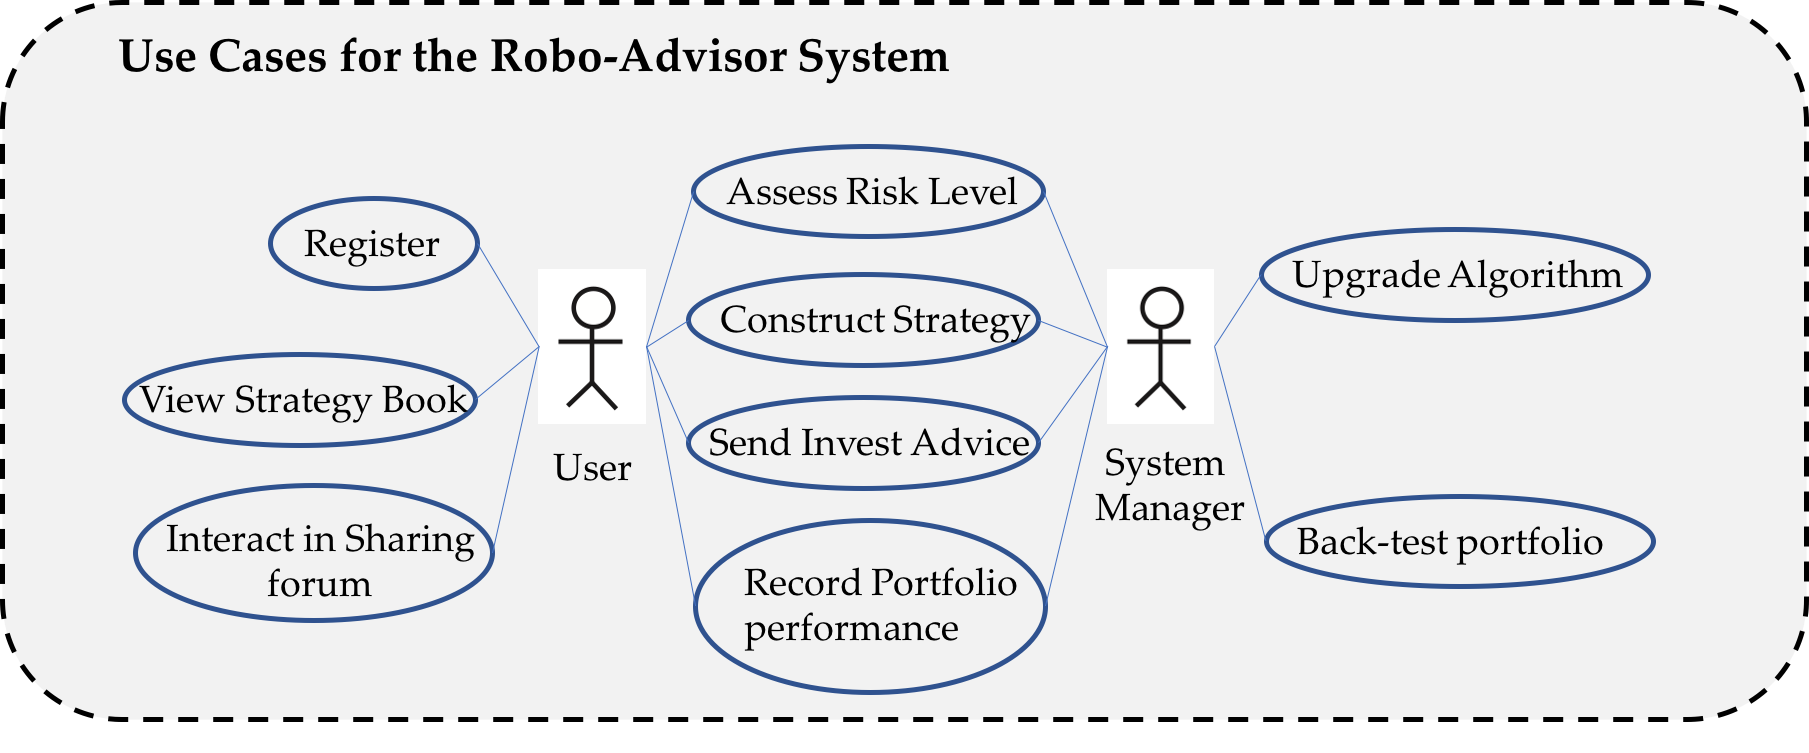 Use Cases for the Robo-Advisor System
Register
View Strategy Book
Interact in Sharing
forum
User
Assess Risk Level
Construct Strategy
Send Invest Advice
Record Portfolio
performance
System
Manager
Upgrade Algorithm
Back-test portfolio